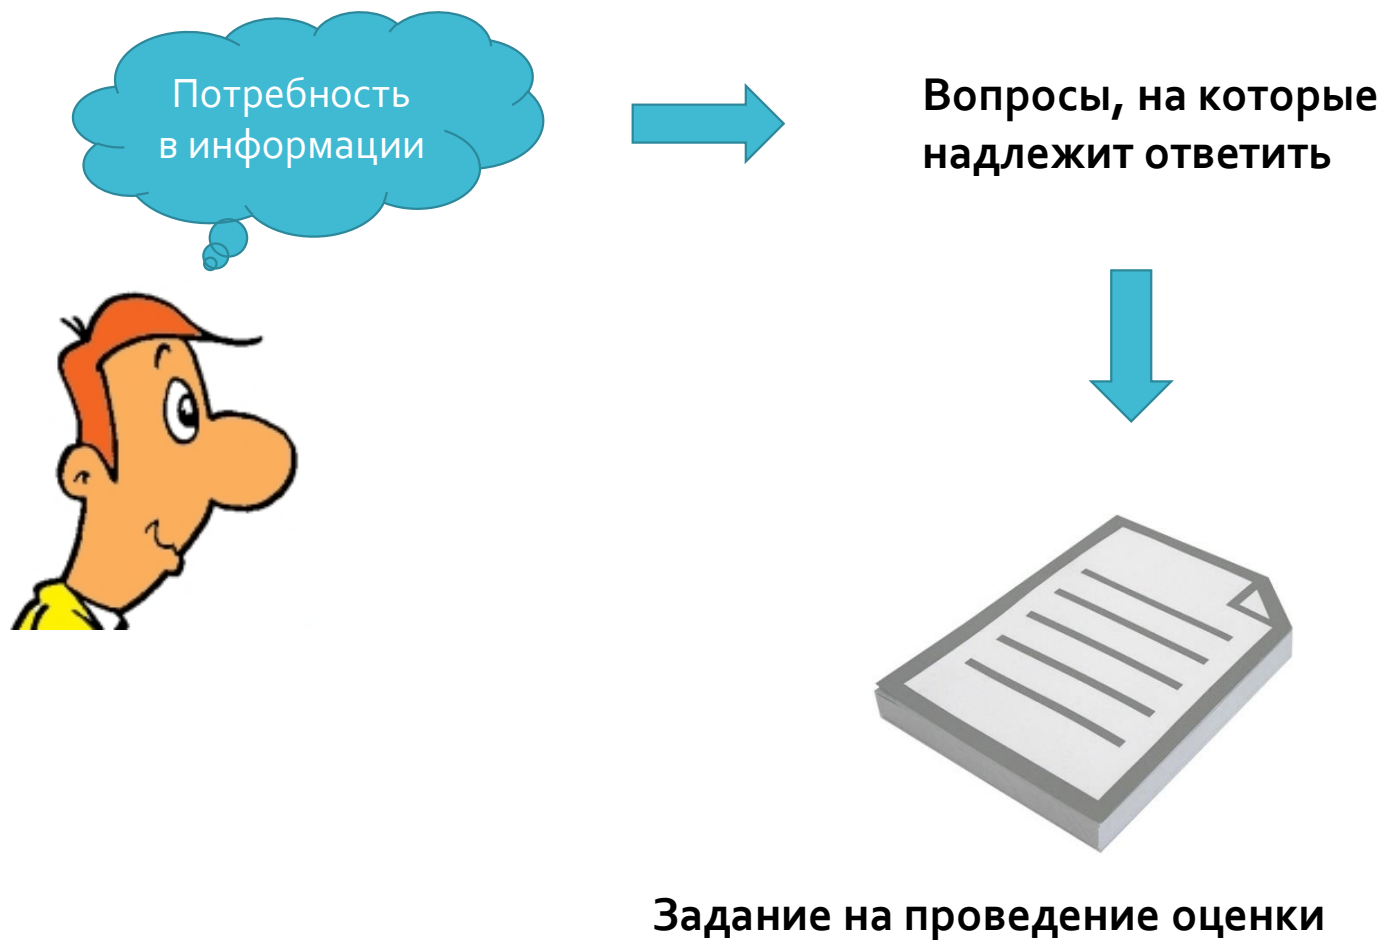 Потребность
в информации
Вопросы, на которые
надлежит ответить
Задание на проведение оценки